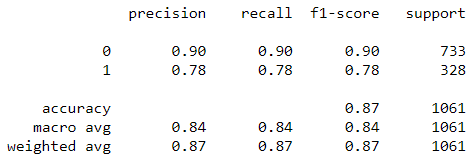 precision recall f1-score support
0 0.90 0.90 0.90 733
1 0.78 0.78 0.78 328
accuracy 0.87 1061
macro avg 0.84 0.84 0.84 1061
weighted avg 0.87 0.87 0.87 1061